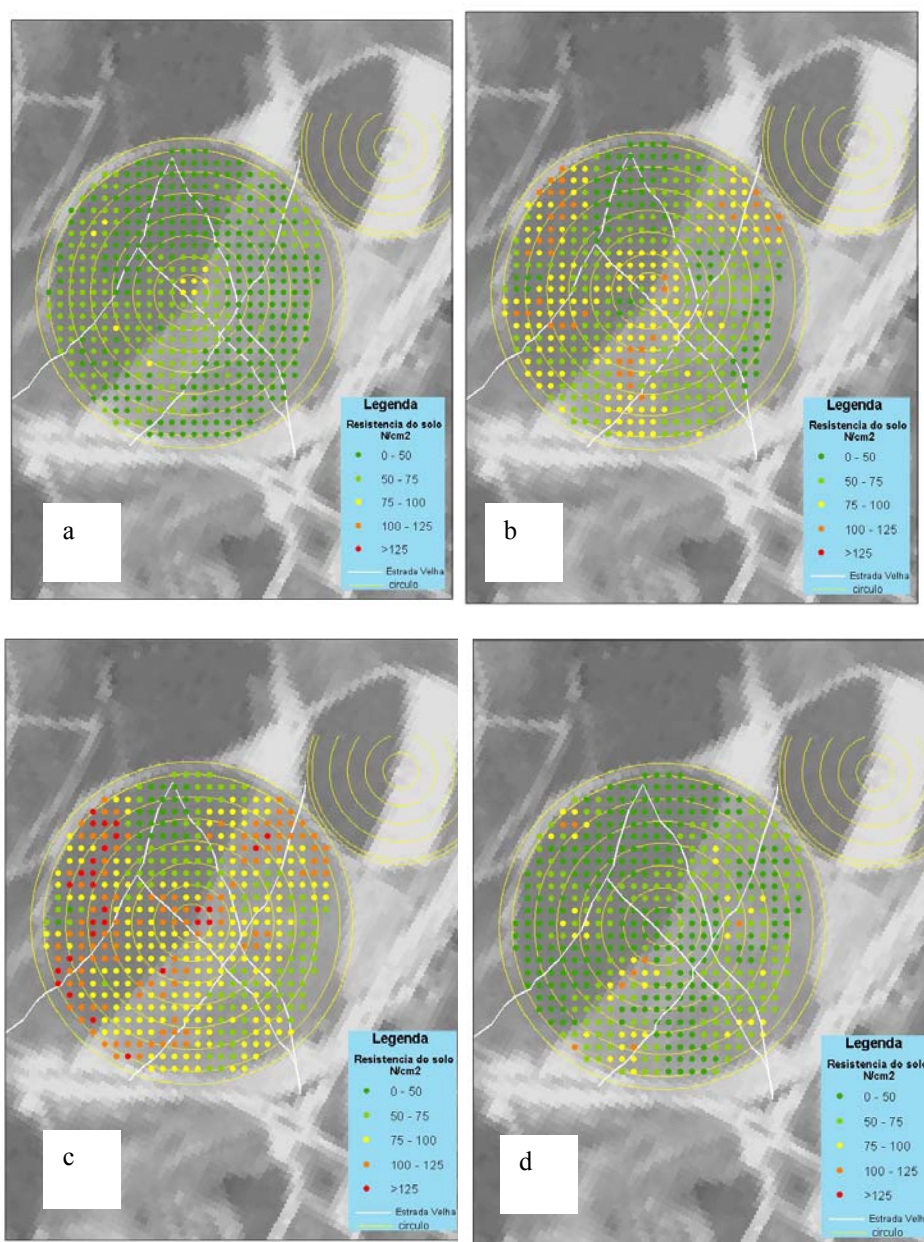 Legenda
Resistencia do solo
N/cm2
0 - 50
50 - 75
75 - 100
100 - 125
>125
Estrada Velha
circulo
a
Legenda
Resistencia do solo
N/cm2
0 - 50
50 - 75
75 - 100
100 - 125
>125
Estrada Velha
circulo
b
Legenda
Resistencia do solo
N/cm2
0 - 50
50 - 75
75 - 100
100 - 125
>125
Estrada Velh
circulo
c
Legenda
Resistencia do solo
N/cm2
0 - 50
50 - 75
75 - 100
100 - 125
>125
Estrada Velh
circulo
d